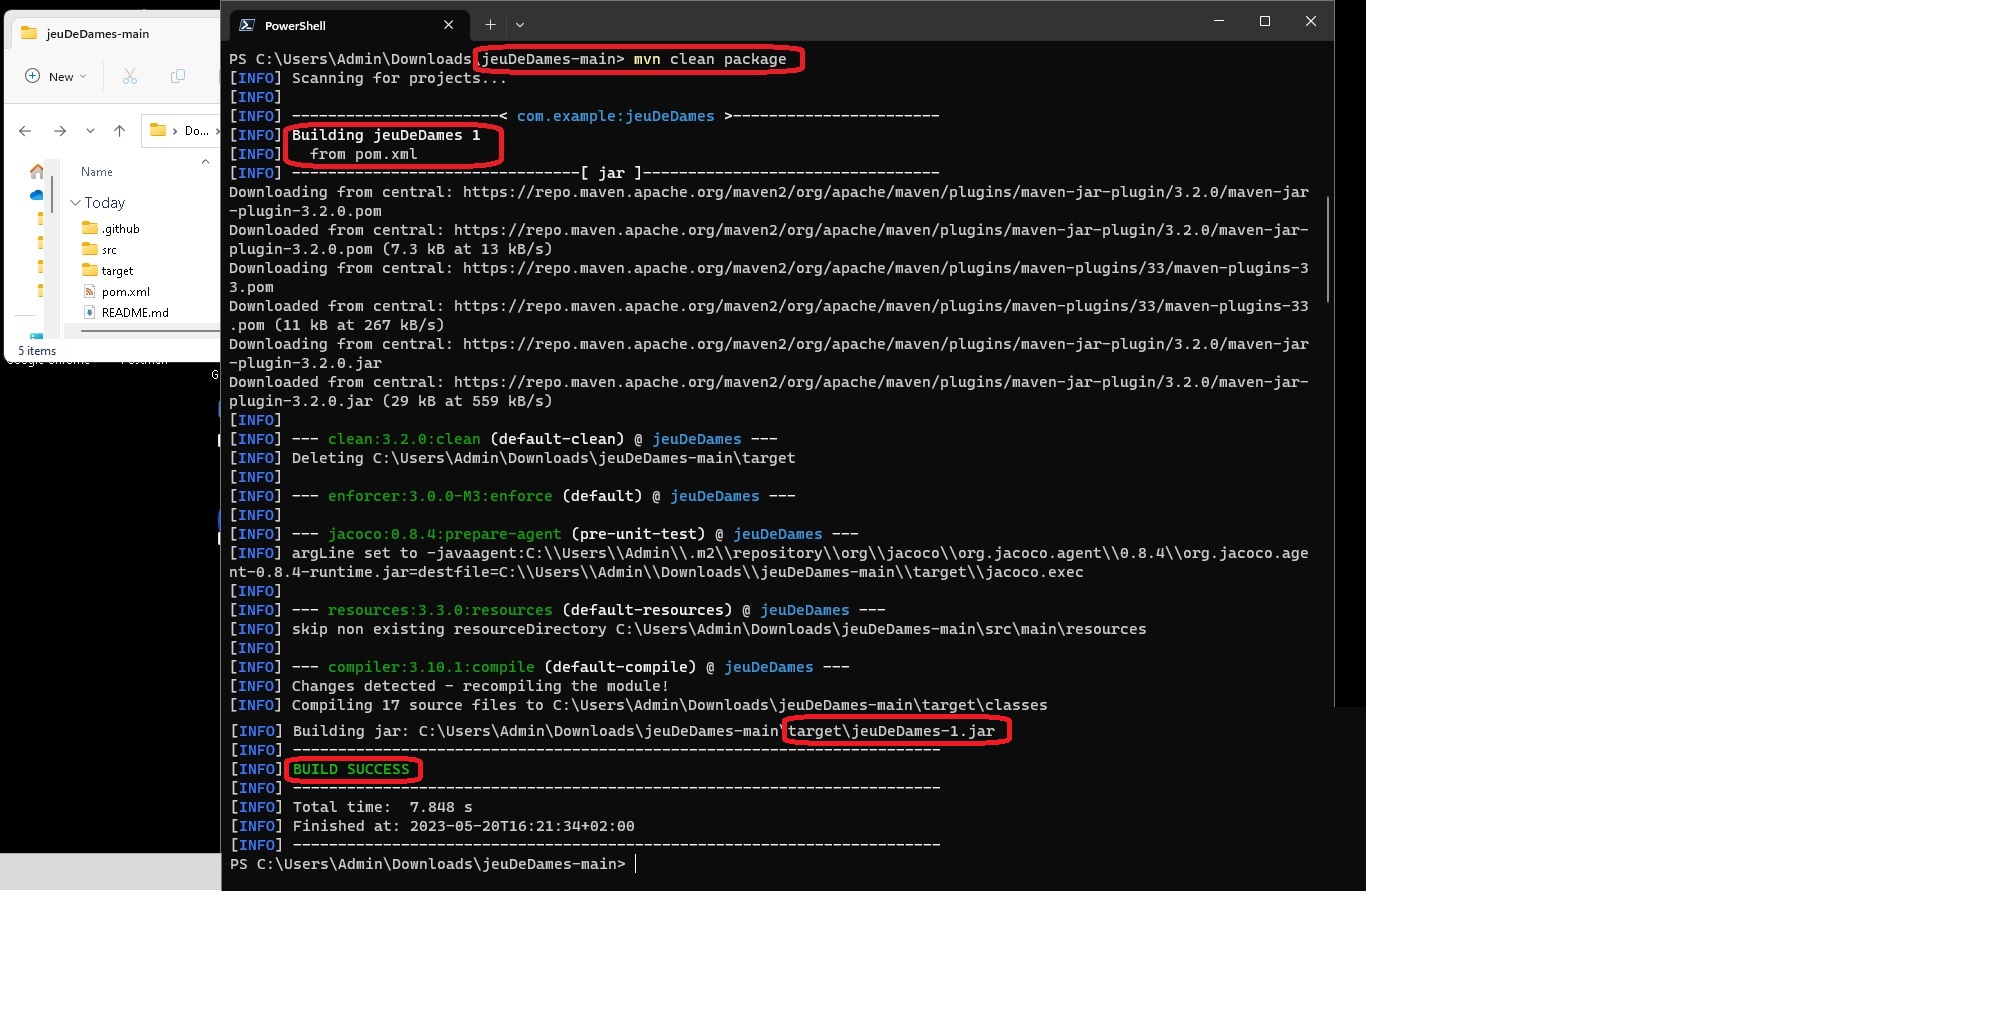 jeuDeDames-main
New
Do...
Name
Today
.github
src
target
pom.xml
README.md
5 items
PowerShell
PS C:\Users\Admin\Downloads\jeuDeDames-main> mvn clean package
[INFO] Scanning for projects...
[INFO]
[INFO] -----------------------< com.example:jeuDeDames >-----------------------
[INFO] Building jeuDeDames 1
[INFO]   from pom.xml
[INFO] --------------------------------[ jar ]---------------------------------
Downloading from central: https://repo.maven.apache.org/maven2/org/apache/maven/plugins/maven-jar-plugin/3.2.0/maven-jar
-plugin-3.2.0.pom
Downloaded from central: https://repo.maven.apache.org/maven2/org/apache/maven/plugins/maven-jar-plugin/3.2.0/maven-jar-
plugin-3.2.0.pom (7.3 kB at 13 kB/s)
Downloading from central: https://repo.maven.apache.org/maven2/org/apache/maven/plugins/maven-plugins/33/maven-plugins-3
3.pom
Downloaded from central: https://repo.maven.apache.org/maven2/org/apache/maven/plugins/maven-plugins/33/maven-plugins-33
.pom (11 kB at 267 kB/s)
Downloading from central: https://repo.maven.apache.org/maven2/org/apache/maven/plugins/maven-jar-plugin/3.2.0/maven-jar
-plugin-3.2.0.jar
Downloaded from central: https://repo.maven.apache.org/maven2/org/apache/maven/plugins/maven-jar-plugin/3.2.0/maven-jar-
plugin-3.2.0.jar (29 kB at 559 kB/s)
[INFO]
[INFO] --- clean:3.2.0:clean (default-clean) @ jeuDeDames ---
[INFO] Deleting C:\Users\Admin\Downloads\jeuDeDames-main\target
[INFO]
[INFO] --- enforcer:3.0.0-M3:enforce (default) @ jeuDeDames ---
[INFO]
[INFO] --- jacoco:0.8.4:prepare-agent (pre-unit-test) @ jeuDeDames ---
[INFO] argLine set to -javaagent:C:\\Users\\Admin\\.m2\\repository\\org\\jacoco\\org.jacoco.agent\\0.8.4\\org.jacoco.age
nt-0.8.4-runtime.jar=destfile=C:\\Users\\Admin\\Downloads\\jeuDeDames-main\\target\\jacoco.exec
[INFO]
[INFO] --- resources:3.3.0:resources (default-resources) @ jeuDeDames ---
[INFO] skip non existing resourceDirectory C:\Users\Admin\Downloads\jeuDeDames-main\src\main\resources
[INFO]
[INFO] --- compiler:3.10.1:compile (default-compile) @ jeuDeDames ---
[INFO] Changes detected - recompiling the module!
[INFO] Compiling 17 source files to C:\Users\Admin\Downloads\jeuDeDames-main\target\classes
[INFO] Building jar: C:\Users\Admin\Downloads\jeuDeDames-main\target\jeuDeDames-1.jar
[INFO] ------------------------------------------------------------------------
[INFO] BUILD SUCCESS
[INFO] ------------------------------------------------------------------------
[INFO] Total time:  7.848 s
[INFO] Finished at: 2023-05-20T16:21:34+02:00
[INFO] ------------------------------------------------------------------------
PS C:\Users\Admin\Downloads\jeuDeDames-main>